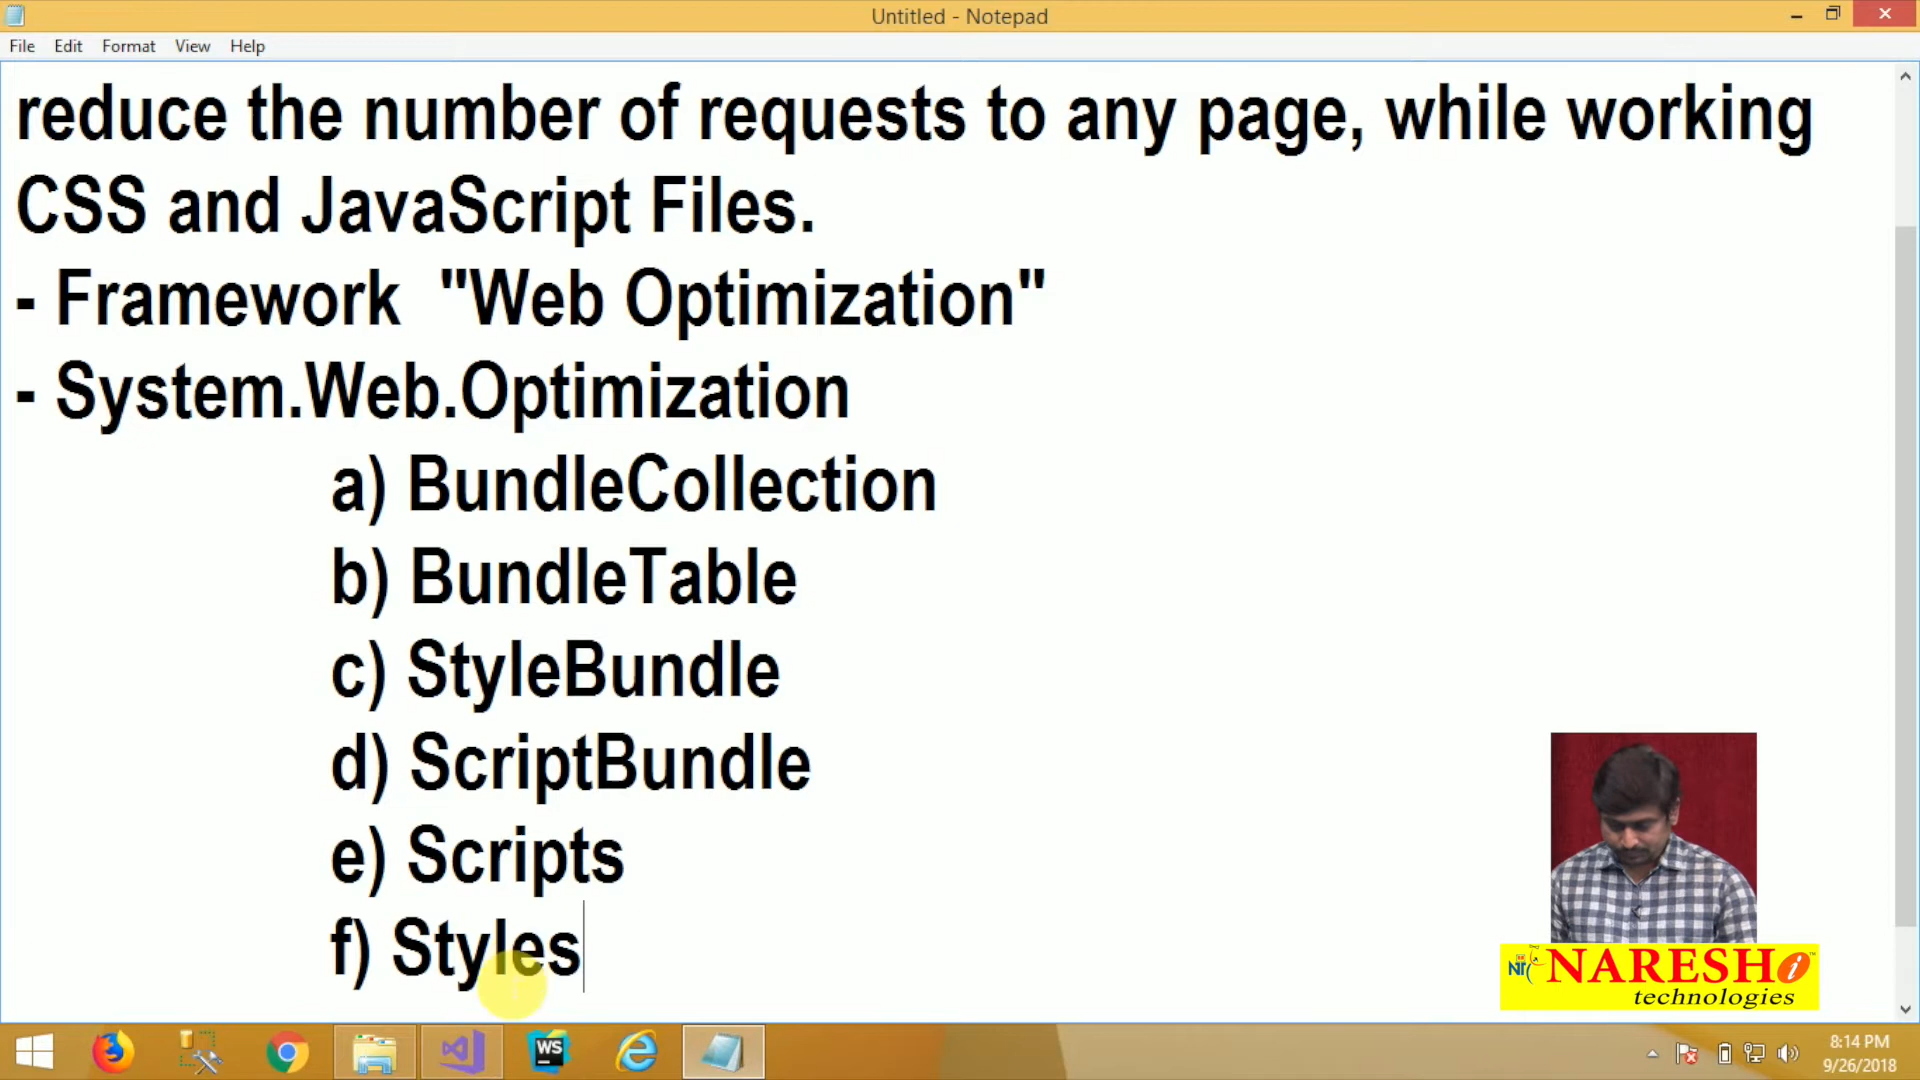 Untitled - Notepad
File Edit Format View Help
reduce the number of requests to any page, while working
CSS and JavaScript Files.
- Framework "Web Optimization"
- System.Web.Optimization
a) BundleCollection
b) BundleTable
c) StyleBundle
d) ScriptBundle
e) Scripts
f) Styles
NARESHi
technologies
WS
8:14 PM
9/26/2018